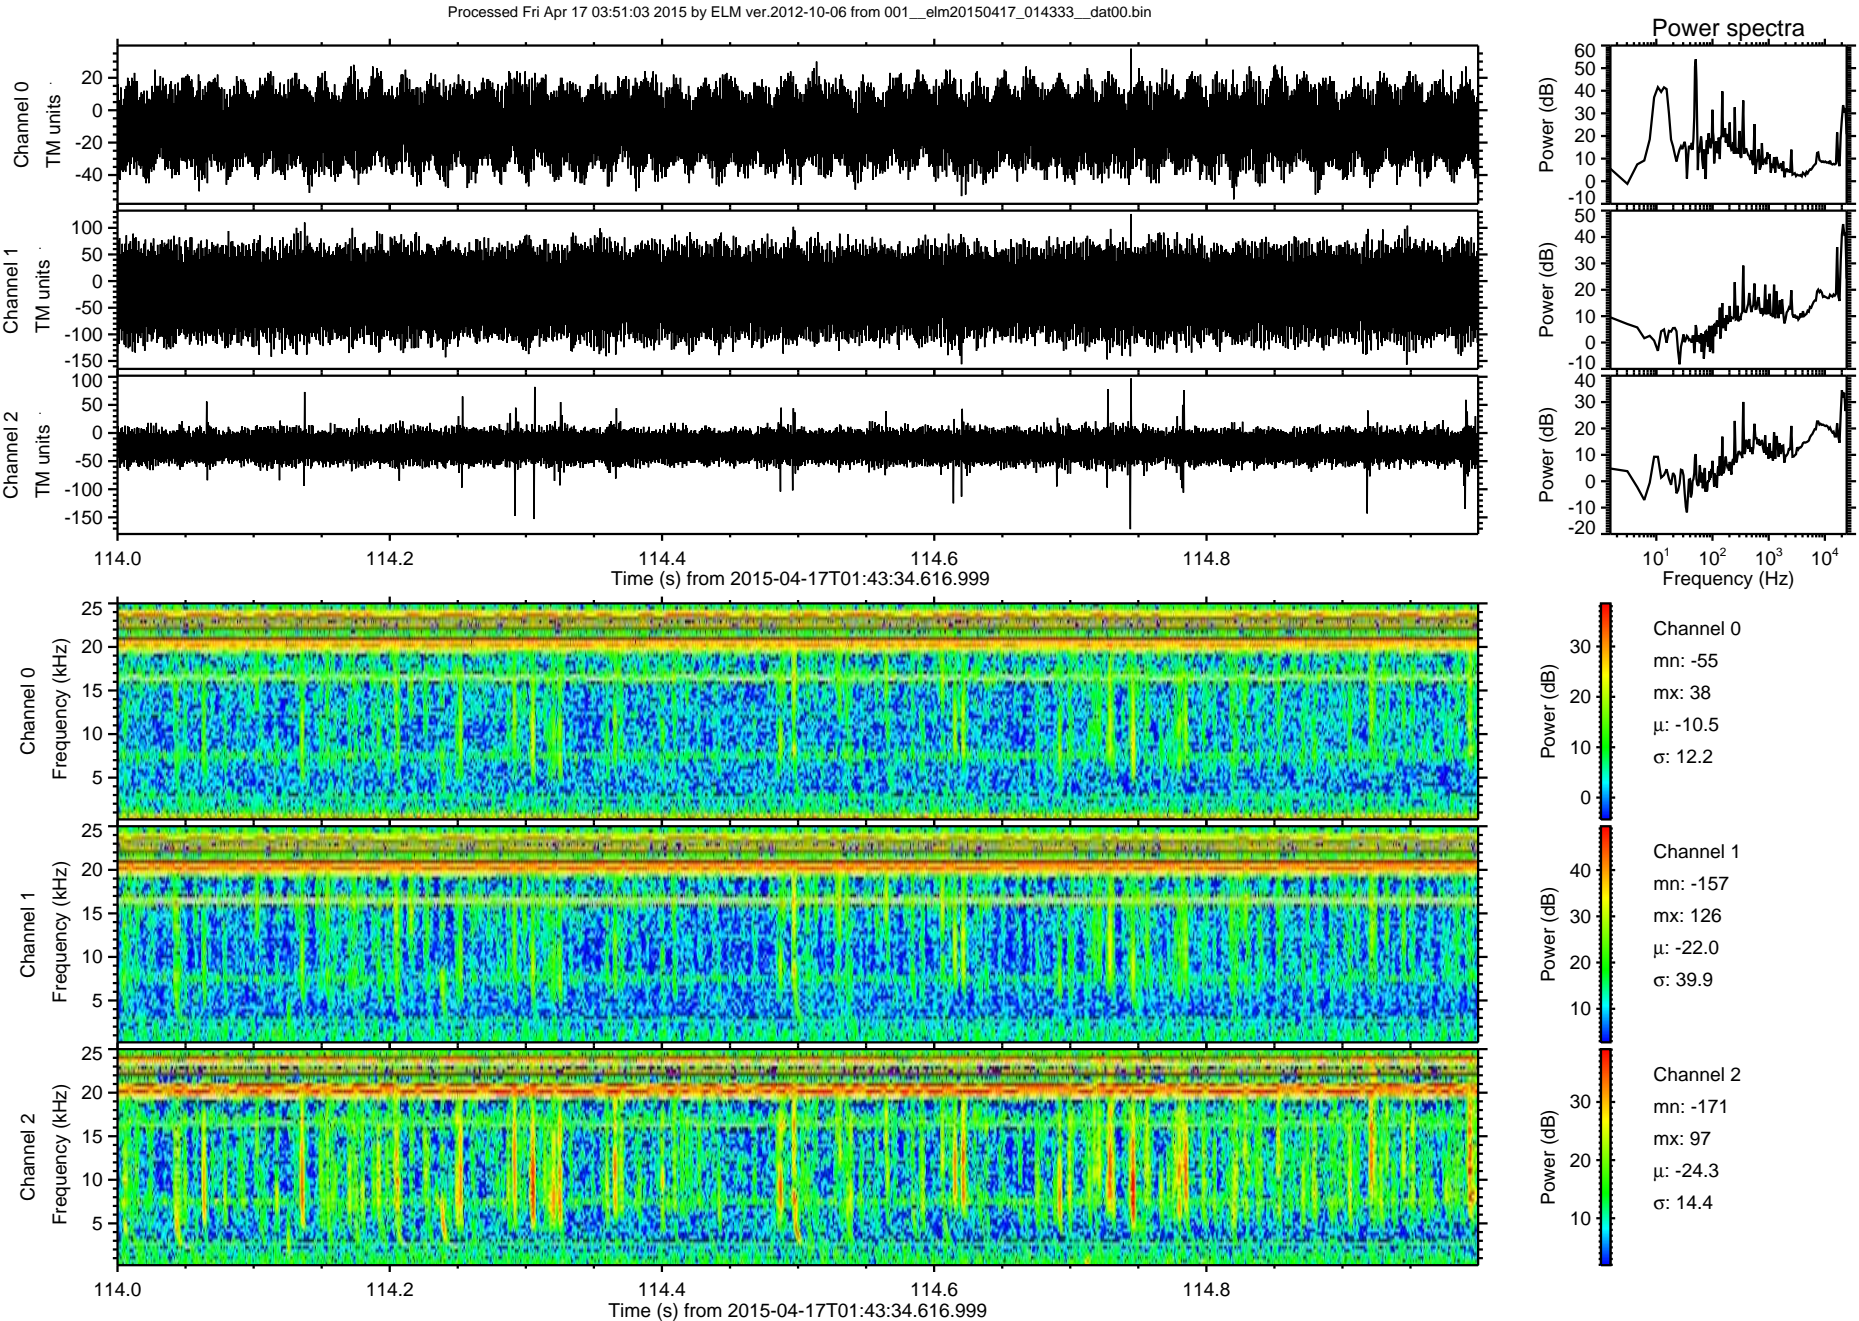 Processed Fri Apr 17 03:51:03 2015 by ELM ver.2012-10-06 from 001__elm20150417_014333__dat00.bin
Power spectra
Channel 0
TM units
20
0
-20
-40
Power (dB)
60
50
40
30
20
10
0
-10
Channel 1
TM units
100
50
0
-50
-100
-150
Power (dB)
50
40
30
20
10
0
-10
Channel 2
TM units
100
50
0
-50
-100
-150
Power (dB)
40
30
20
10
0
-10
-20
114.0 114.2 114.4 114.6 114.8
Time (s) from 2015-04-17T01:43:34.616.999
10^1 10^2 10^3 10^4
Frequency (Hz)
Channel 0
Frequency (kHz)
25
20
15
10
5
Power (dB)
30
20
10
0
Channel 0
mn: -55
mx: 38
μ: -10.5
σ: 12.2
Channel 1
Frequency (kHz)
25
20
15
10
5
Power (dB)
40
30
20
10
Channel 1
mn: -157
mx: 126
μ: -22.0
σ: 39.9
Channel 2
Frequency (kHz)
25
20
15
10
5
Power (dB)
30
20
10
Channel 2
mn: -171
mx: 97
μ: -24.3
σ: 14.4
114.0 114.2 114.4 114.6 114.8
Time (s) from 2015-04-17T01:43:34.616.999